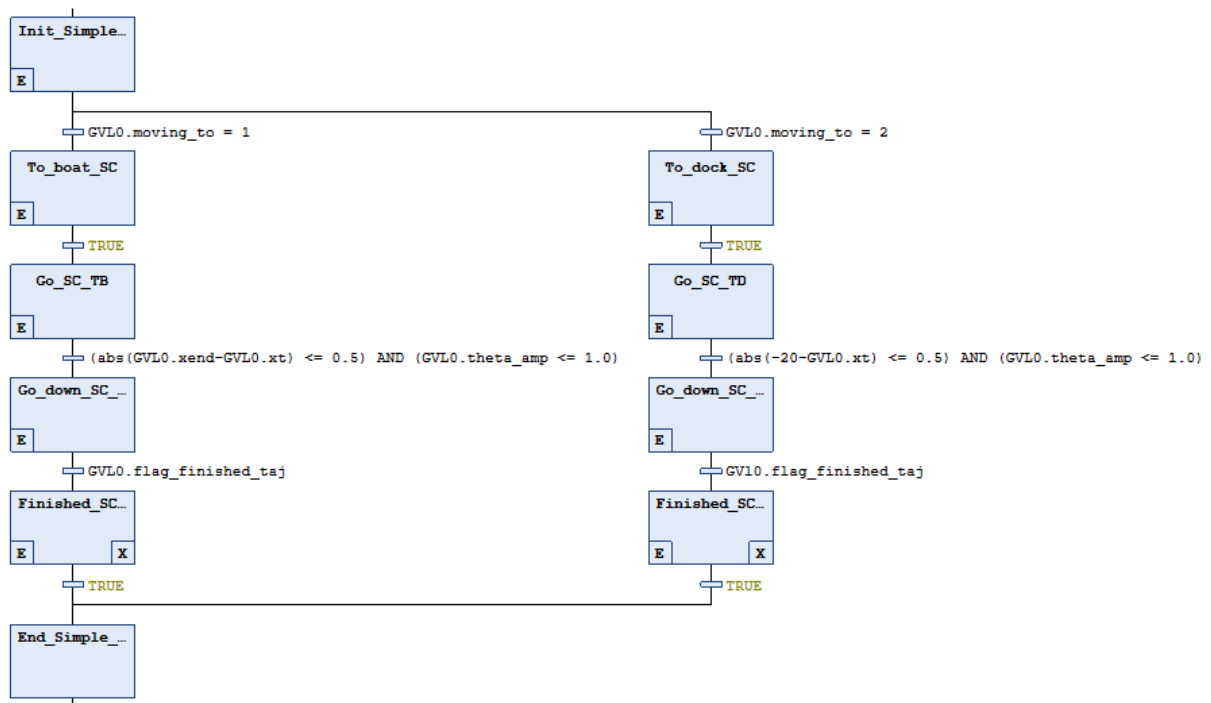 Init_Simple…
E
GVL0.moving_to = 1
GVL0.moving_to = 2
To_boat_SC
E
To_dock_SC
E
TRUE
TRUE
Go_SC_TB
E
Go_SC_TD
E
(abs(GVL0.xend-GVL0.xt) <= 0.5) AND (GVL0.theta_amp <= 1.0)
(abs(-20-GVL0.xt) <= 0.5) AND (GVL0.theta_amp <= 1.0)
Go_down_SC_…
E
Go_down_SC_…
E
GVL0.flag_finished_taj
GVl0.flag_finished_taj
Finished_SC…
E X
Finished_SC…
E X
TRUE
TRUE
End_Simple_…